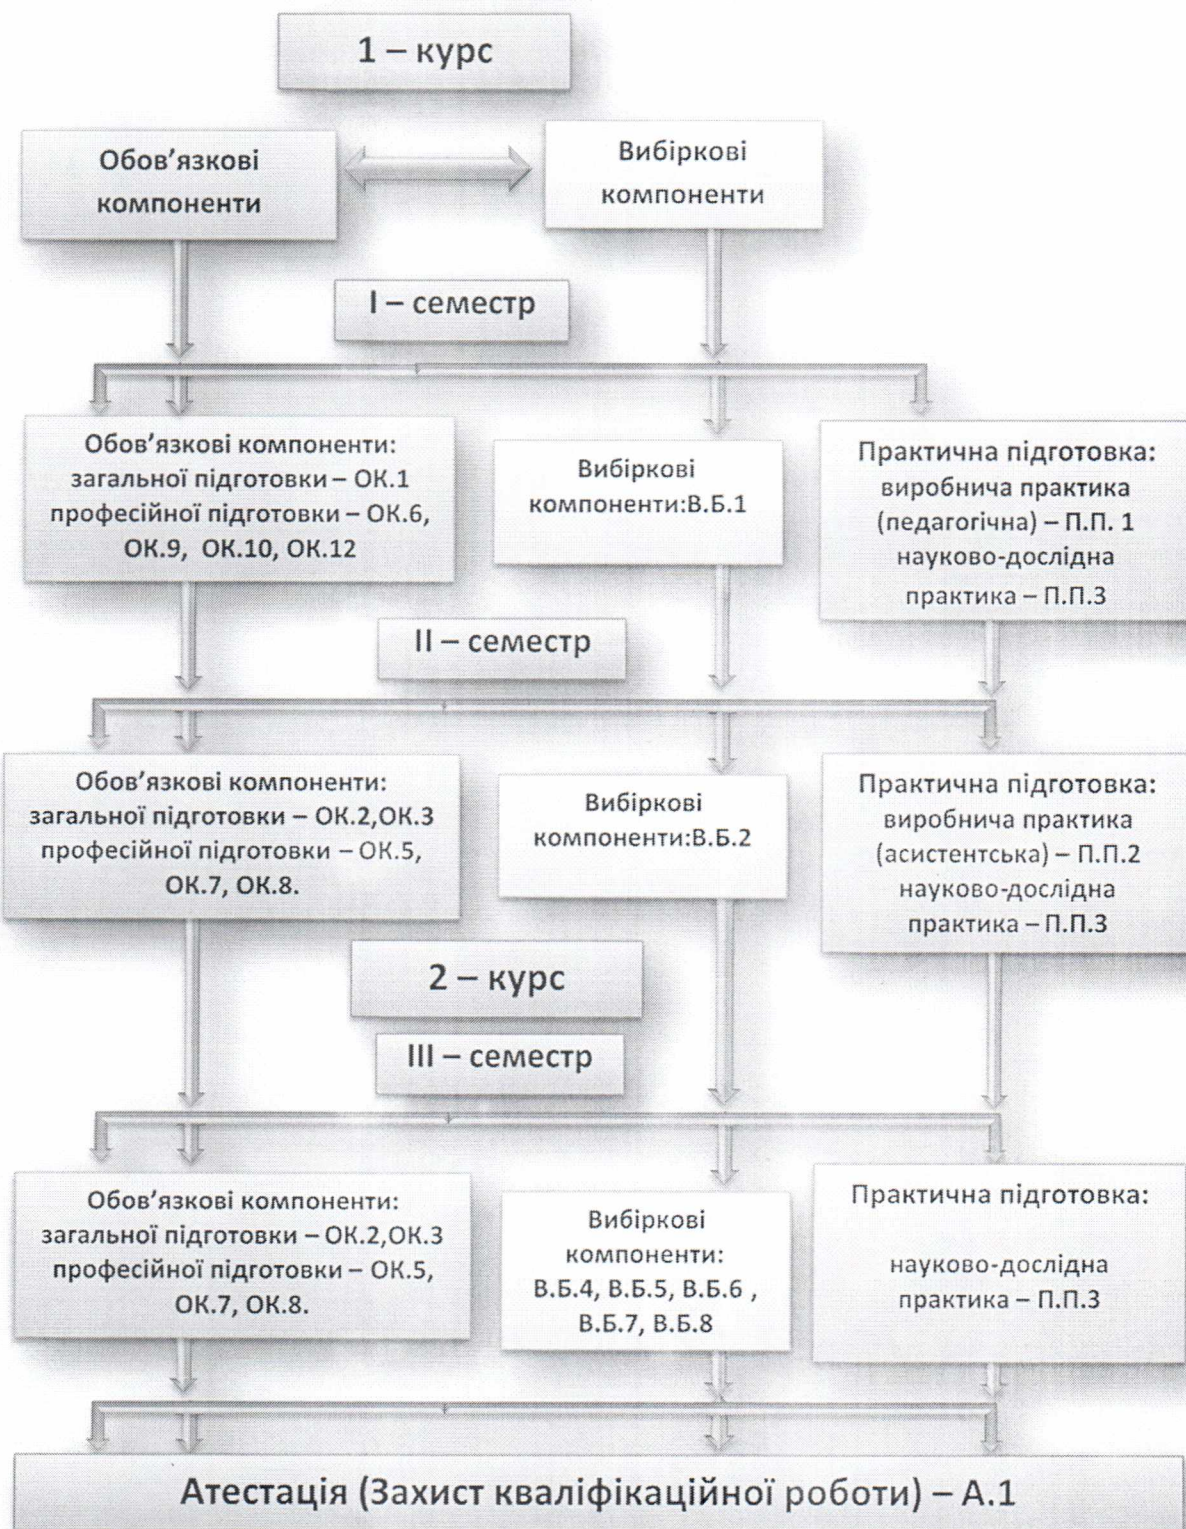 1 – курс
Обов’язкові
компоненти
Вибіркові
компоненти
І – семестр
Обов’язкові компоненти:
загальної підготовки – ОК.1
професійної підготовки – ОК.6,
ОК.9, ОК.10, ОК.12
Вибіркові
компоненти:В.Б.1
Практична підготовка:
виробнича практика
(педагогічна) – П.П. 1
науково-дослідна
практика – П.П.3
ІІ – семестр
Обов’язкові компоненти:
загальної підготовки – ОК.2,ОК.3
професійної підготовки – ОК.5,
ОК.7, ОК.8.
Вибіркові
компоненти:В.Б.2
Практична підготовка:
виробнича практика
(асистентська) – П.П.2
науково-дослідна
практика – П.П.3
2 – курс
ІІІ – семестр
Обов’язкові компоненти:
загальної підготовки – ОК.2,ОК.3
професійної підготовки – ОК.5,
ОК.7, ОК.8.
Вибіркові
компоненти:
В.Б.4, В.Б.5, В.Б.6 ,
В.Б.7, В.Б.8
Практична підготовка:
науково-дослідна
практика – П.П.3
Атестація (Захист кваліфікаційної роботи) – А.1